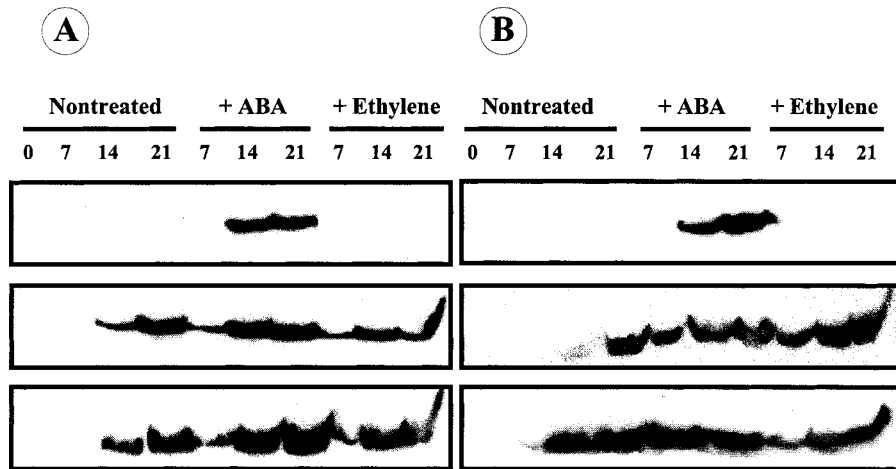 A B
Nontreated + ABA + Ethylene Nontreated + ABA + Ethylene
0 7 14 21 7 14 21 7 14 21 0 7 14 21 7 14 21 7 14 21